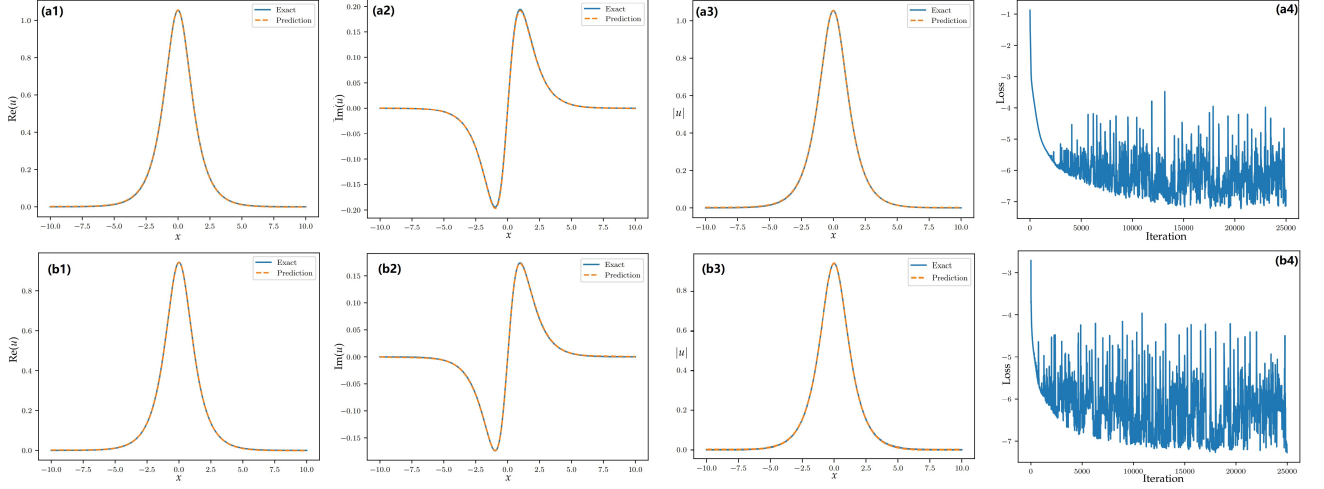 (a1)
Exact
Prediction
Re(u)
1.0
0.8
0.6
0.4
0.2
0.0
−10.0 −7.5 −5.0 −2.5 0.0 2.5 5.0 7.5 10.0
x
(a2)
Exact
Prediction
Im(u)
0.20
0.15
0.10
0.05
0.00
−0.05
−0.10
−0.15
−0.20
−10.0 −7.5 −5.0 −2.5 0.0 2.5 5.0 7.5 10.0
x
(a3)
Exact
Prediction
|u|
1.0
0.8
0.6
0.4
0.2
0.0
−10.0 −7.5 −5.0 −2.5 0.0 2.5 5.0 7.5 10.0
x
(a4)
Loss
−1
−2
−3
−4
−5
−6
−7
0 5000 10000 15000 20000 25000
Iteration
(b1)
Exact
Prediction
Re(u)
0.8
0.6
0.4
0.2
0.0
−10.0 −7.5 −5.0 −2.5 0.0 2.5 5.0 7.5 10.0
x
(b2)
Exact
Prediction
Im(u)
0.15
0.10
0.05
0.00
−0.05
−0.10
−0.15
−10.0 −7.5 −5.0 −2.5 0.0 2.5 5.0 7.5 10.0
x
(b3)
Exact
Prediction
|u|
0.8
0.6
0.4
0.2
0.0
−10.0 −7.5 −5.0 −2.5 0.0 2.5 5.0 7.5 10.0
x
(b4)
Loss
−3
−4
−5
−6
−7
0 5000 10000 15000 20000 25000
Iteration